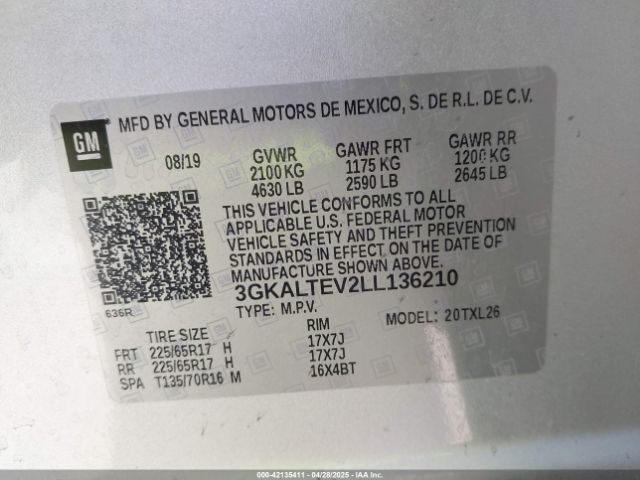 GM
MFD BY GENERAL MOTORS DE MEXICO, S. DE R.L. DE C.V.
08/19 GVWR GAWR FRT GAWR RR
2100 KG 1175 KG 1200 KG
4630 LB 2590 LB 2645 LB
THIS VEHICLE CONFORMS TO ALL
APPLICABLE U.S. FEDERAL MOTOR
VEHICLE SAFETY AND THEFT PREVENTION
STANDARDS IN EFFECT ON THE DATE OF
MANUFACTURE SHOWN ABOVE.
3GKALTEV2LL136210
636R
TYPE: M.P.V. MODEL: 20TXL26
TIRE SIZE RIM
FRT 225/65R17 H 17X7J
RR 225/65R17 H 17X7J
SPA T135/70R16 M 16X4BT
000-42135411 - 04/28/2025 - IAA Inc.